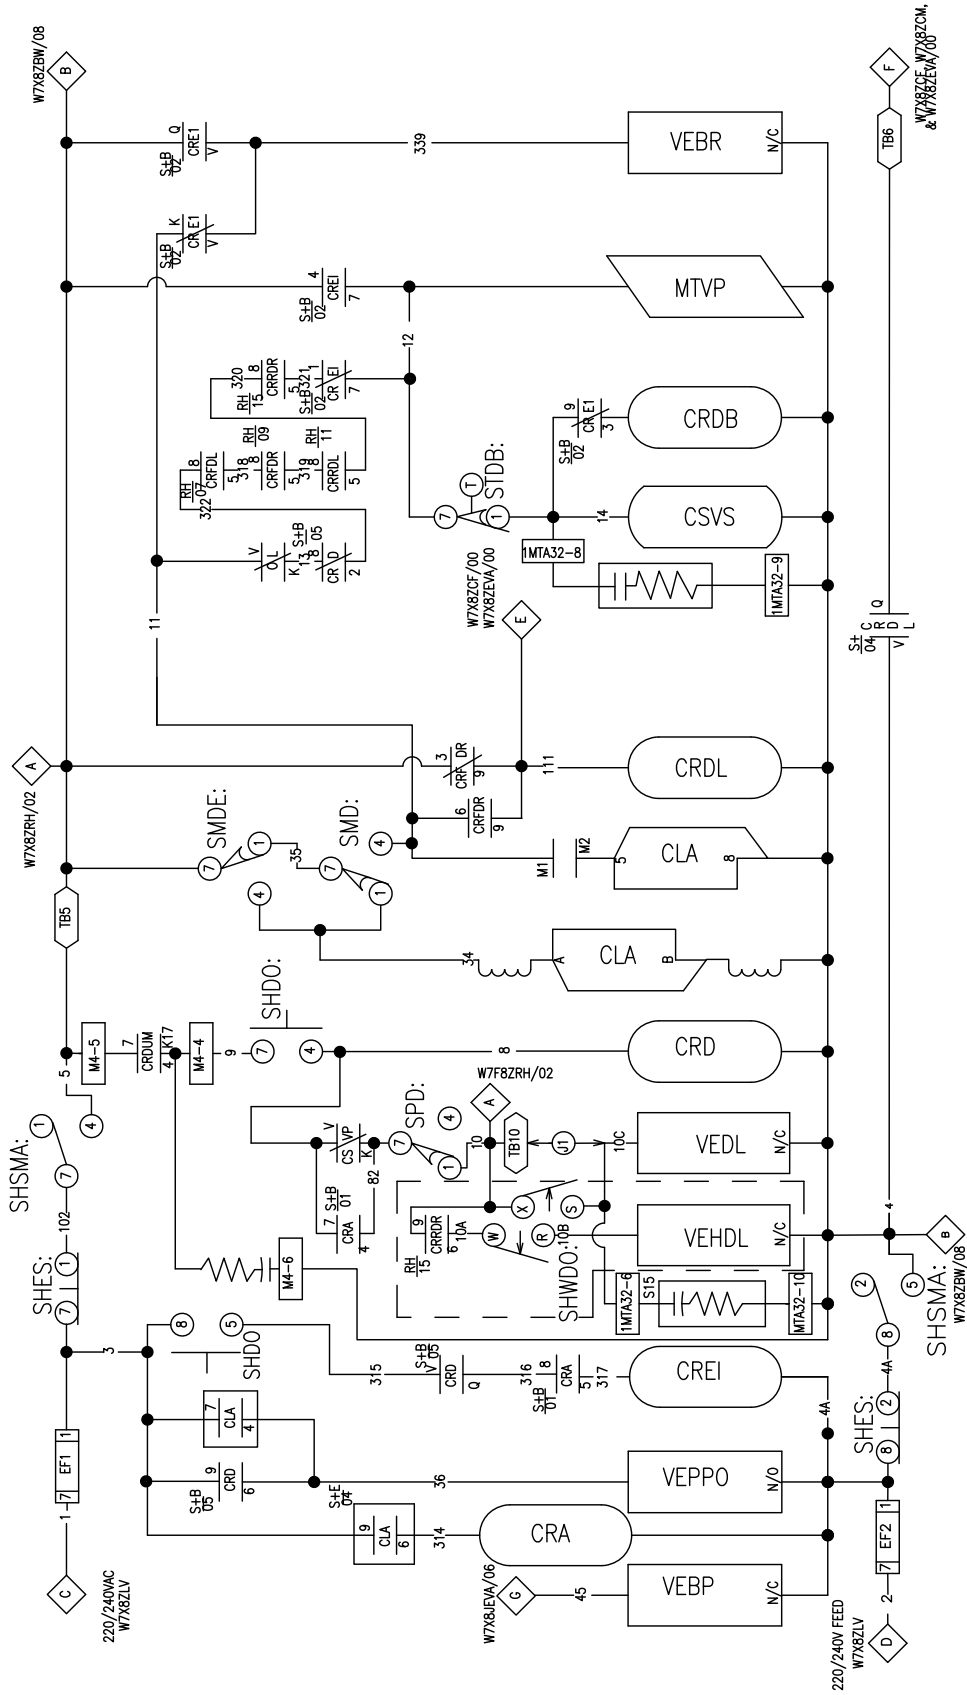 W7X8ZBW/08
B
W7X8ZRH/02
A
TB5
5
SHSMA:
1
7
4
102
SHES:
7
1
3
1
EF1
7
1
C
220/240VAC
W7X8ZLV
Q
S+B
02
CRE1
V
339
VEBR
N/C
K
S+B
02
CR E1
V
4
S+B
02
CREI
7
12
MTVP
320
RH
15
8
CRRDR
5
321
S+B
02
1
CR EI
7
RH
09
RH
11
RH
07
322
8
CRFDL
5
318
8
CRFDR
5
319
8
CRRDL
5
V
O L
K
13
S+B
05
8
CR D
2
11
7
T
1
STDB:
14
S+B
02
9
CR E1
3
CRDB
CSVS
1MTA32-8
1MTA32-9
W7X8ZCF/00
W7X8ZEVA/00
E
3
CRF DR
9
6
CRFDR
9
111
CRDL
SMDE:
7
1
4
35
SMD:
7
4
1
M1
M2
5
CLA
8
34
A
CLA
B
M4-5
7
CRDUM
4
K17
M4-4
9
SHDO:
7
4
8
CRD
V
CS VP
K
S+B
01
7
CRA
4
82
SPD:
7
4
1
10
W7F8ZRH/02
A
TB10
J1
10C
VEDL
N/C
RH
15
9
CRRDR
6
10A
W
X
R
S
10B
SHWDO:
VEHDL
N/C
M4-6
1MTA32-6
S15
MTA32-10
8
5
SHDO
315
S+B
05
V
CRD
Q
316
S+B
01
8
CRA
5
317
CREI
4A
7
CLA
4
S+B
05
9
CRD
6
S+E
04
36
VEPPO
N/O
9
CLA
6
314
CRA
W7X8JEVA/06
G
45
VEBP
N/C
F
W7X8ZCF, W7X8ZCM,
& W7X8ZEVA/00
TB6
S+
04
Q
C
R
D
L
V
4
B
W7X8ZBW/08
SHSMA:
2
5
8
4A
SHES:
2
8
1
EF2
7
2
D
220/240V FEED
W7X8ZLV